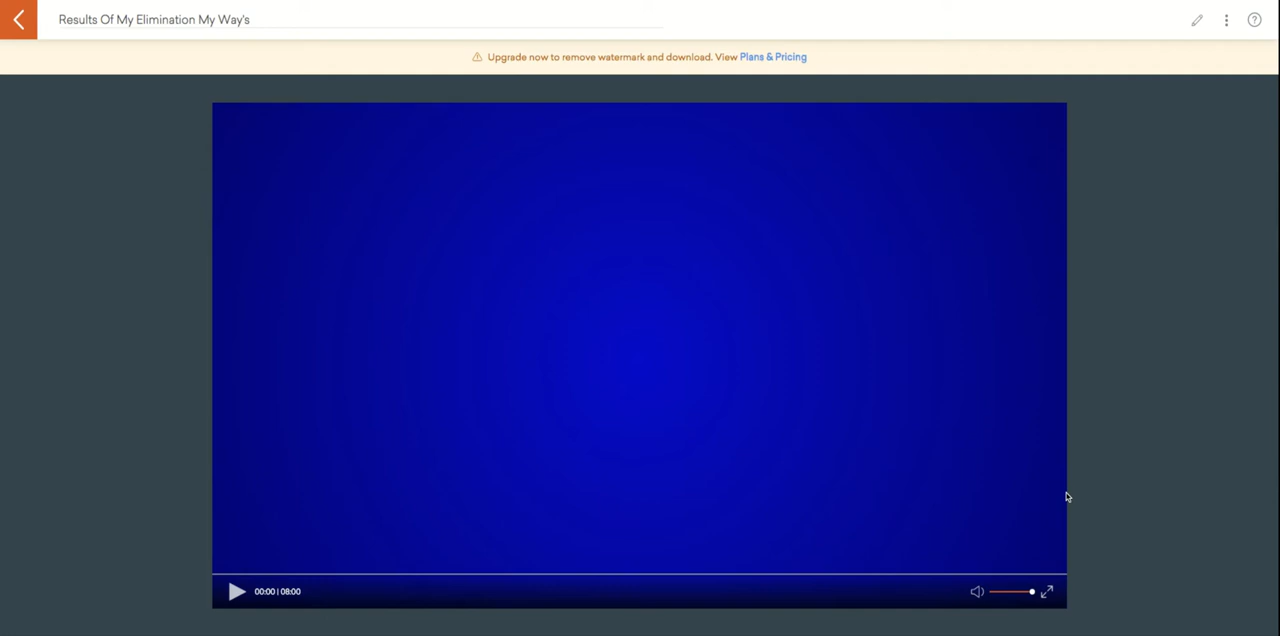 Results Of My Elimination My Way's
Upgrade now to remove watermark and download. View Plans & Pricing
00:00 | 08:00